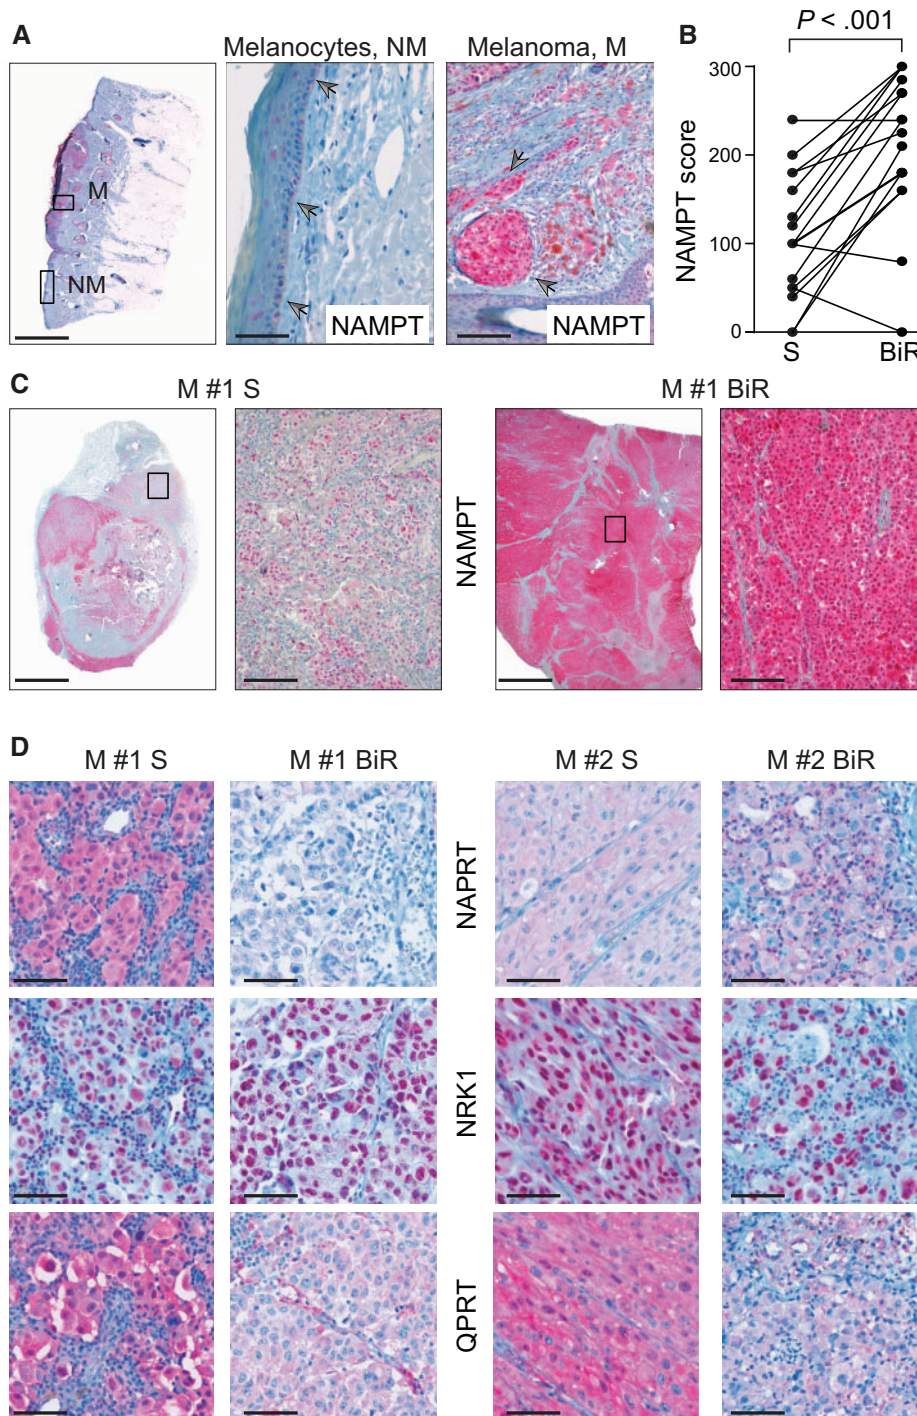 A
Melanocytes, NM
Melanoma, M
M
NM
NAMPT
NAMPT
B
P < .001
NAMPT score
300
200
100
0
S
BiR
C
M #1 S
M #1 BiR
NAMPT
D
M #1 S
M #1 BiR
M #2 S
M #2 BiR
NAPRT
NRK1
QPRT